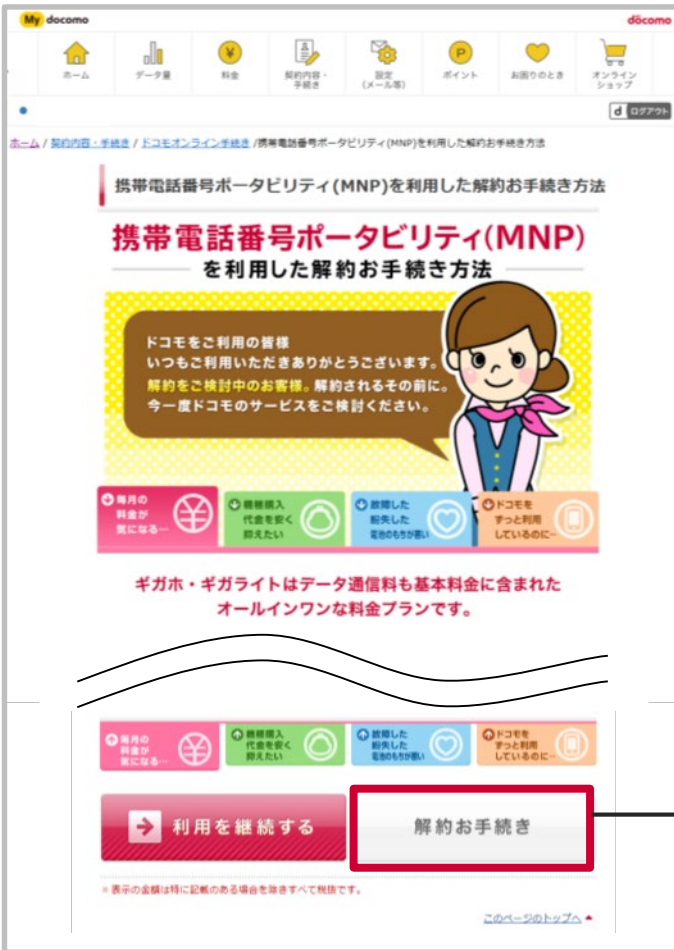 My docomo
döcomo
ホーム
データ量
料金
契約内容・
手続き
設定
(メール等)
ポイント
お困りのとき
オンライン
ショップ
d ログアウト
ホーム / 契約内容・手続き / ドコモオンライン手続き /携帯電話番号ポータビリティ(MNP)を利用した解約お手続き方法
携帯電話番号ポータビリティ(MNP)を利用した解約お手続き方法
携帯電話番号ポータビリティ(MNP)
を利用した解約お手続き方法
ドコモをご利用の皆様
いつもご利用いただきありがとうございます。
解約をご検討中のお客様。解約されるその前に。
今一度ドコモのサービスをご検討ください。
毎月の
料金が
気になる…
機種購入
代金を安く
抑えたい
故障した
紛失した
電池のもちが悪い
ドコモを
ずっと利用
しているのに…
ギガホ・ギガライトはデータ通信料も基本料金に含まれた
オールインワンな料金プランです。
毎月の
料金が
気になる…
機種購入
代金を安く
抑えたい
故障した
紛失した
電池のもちが悪い
ドコモを
ずっと利用
しているのに…
利用を継続する
解約お手続き
※ 表示の金額は特に記載のある場合を除きすべて税抜です。
このページのトップへ